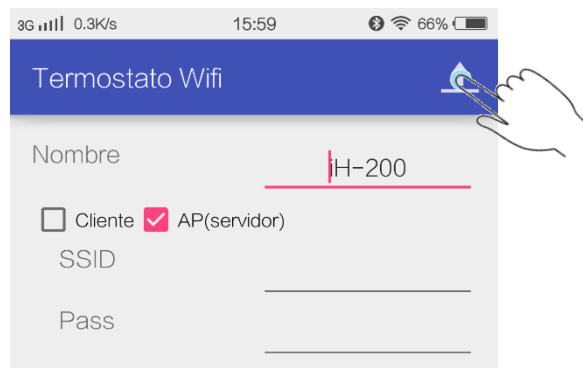 3G 0.3K/s 15:59 66%
Termostato Wifi
Nombre iH-200
Cliente AP(servidor)
SSID
Pass